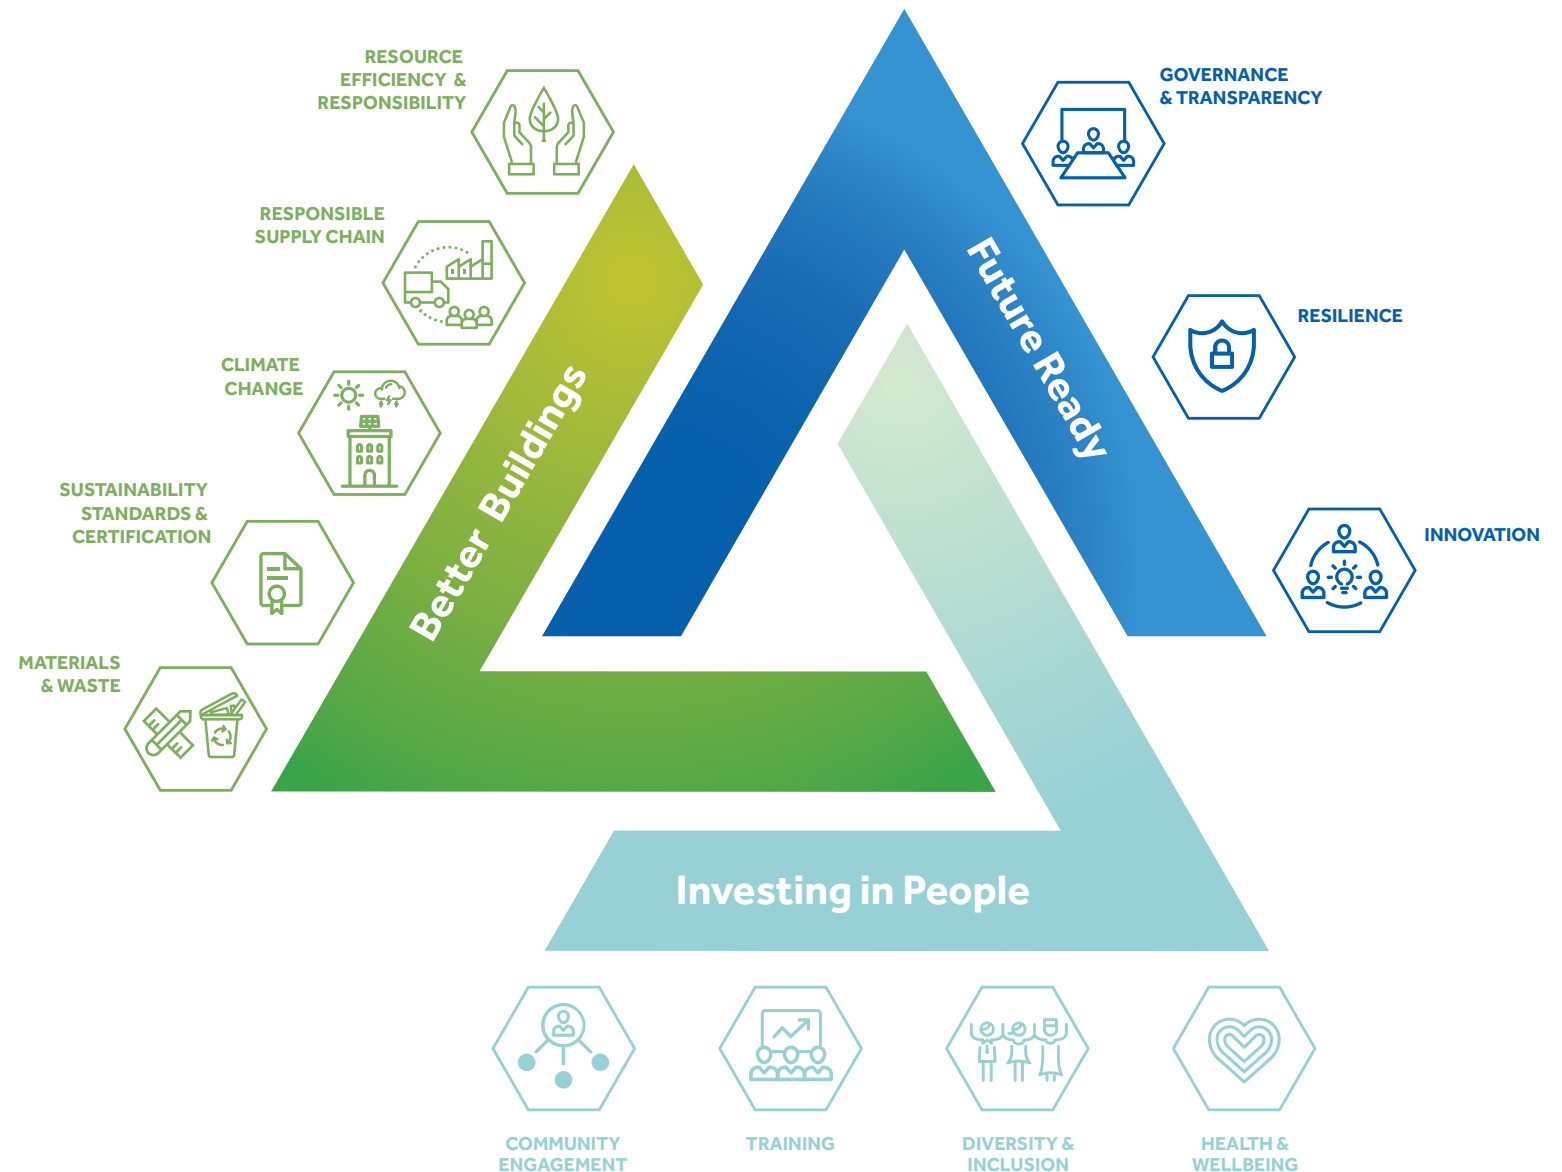 RESOURCE
EFFICIENCY &
RESPONSIBILITY
RESPONSIBLE
SUPPLY CHAIN
CLIMATE
CHANGE
SUSTAINABILITY
STANDARDS &
CERTIFICATION
MATERIALS
& WASTE
Better Buildings
GOVERNANCE
& TRANSPARENCY
RESILIENCE
INNOVATION
Future Ready
Investing in People
COMMUNITY
ENGAGEMENT
TRAINING
DIVERSITY &
INCLUSION
HEALTH &
WELLBEING